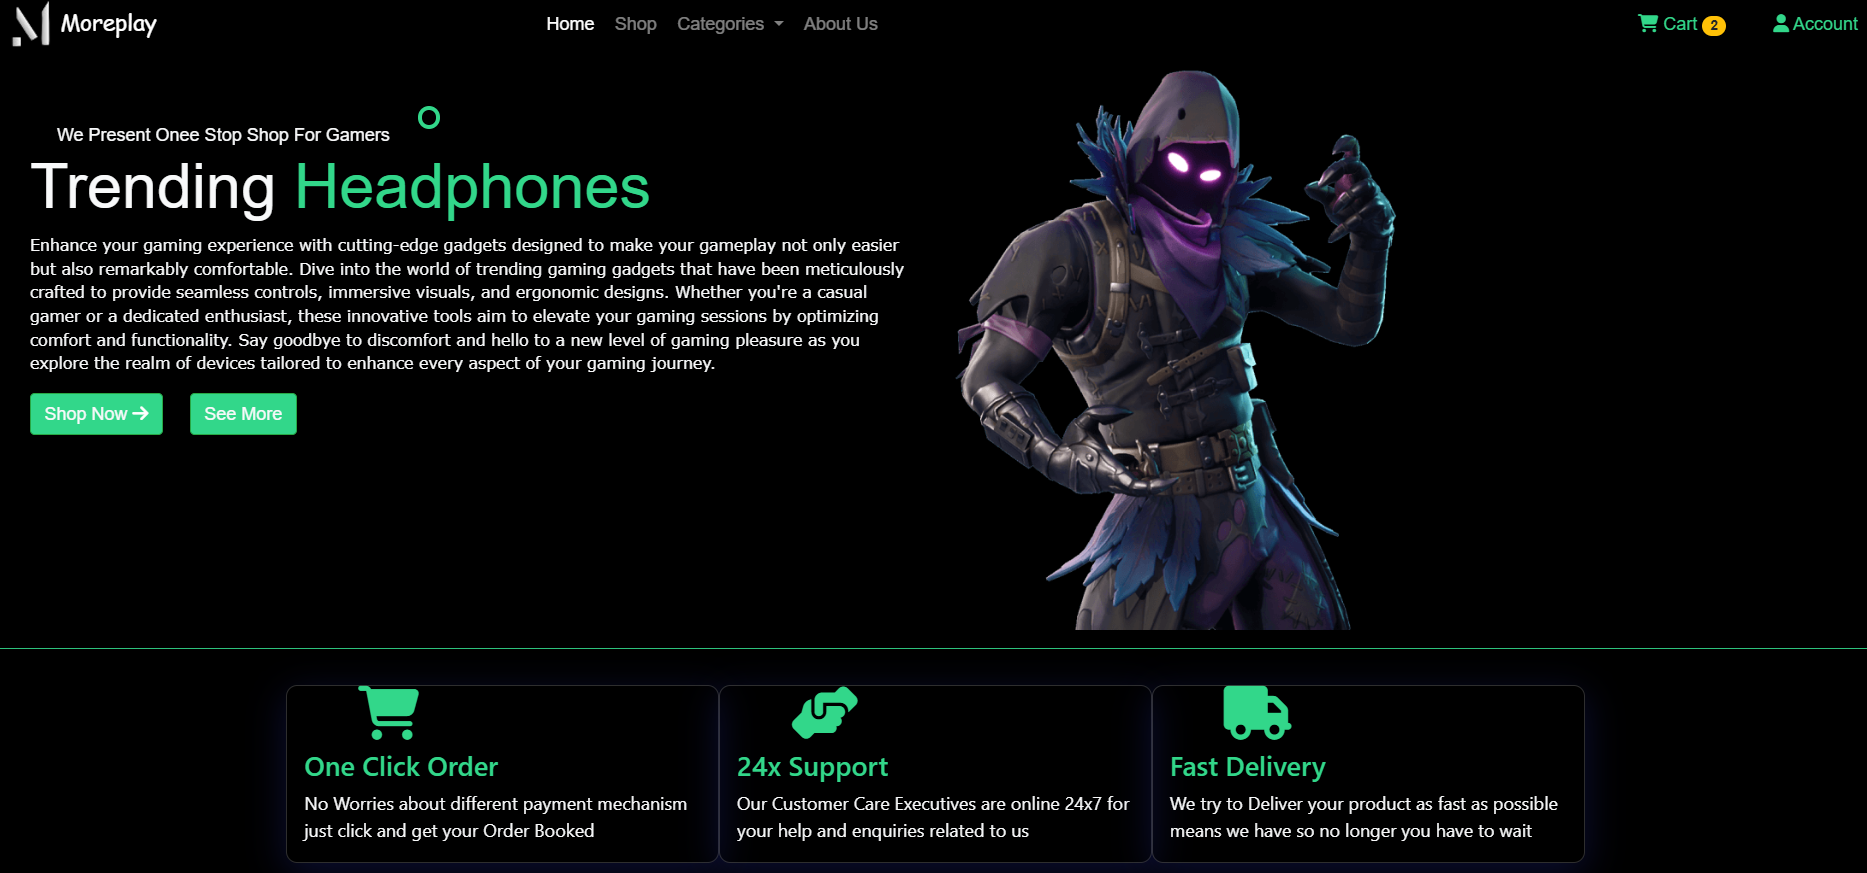 Moreplay
Home Shop Categories About Us
Cart 2 Account
We Present Onee Stop Shop For Gamers
Trending Headphones
Enhance your gaming experience with cutting-edge gadgets designed to make your gameplay not only easier
but also remarkably comfortable. Dive into the world of trending gaming gadgets that have been meticulously
crafted to provide seamless controls, immersive visuals, and ergonomic designs. Whether you're a casual
gamer or a dedicated enthusiast, these innovative tools aim to elevate your gaming sessions by optimizing
comfort and functionality. Say goodbye to discomfort and hello to a new level of gaming pleasure as you
explore the realm of devices tailored to enhance every aspect of your gaming journey.
Shop Now
See More
One Click Order
No Worries about different payment mechanism
just click and get your Order Booked
24x Support
Our Customer Care Executives are online 24x7 for
your help and enquiries related to us
Fast Delivery
We try to Deliver your product as fast as possible
means we have so no longer you have to wait